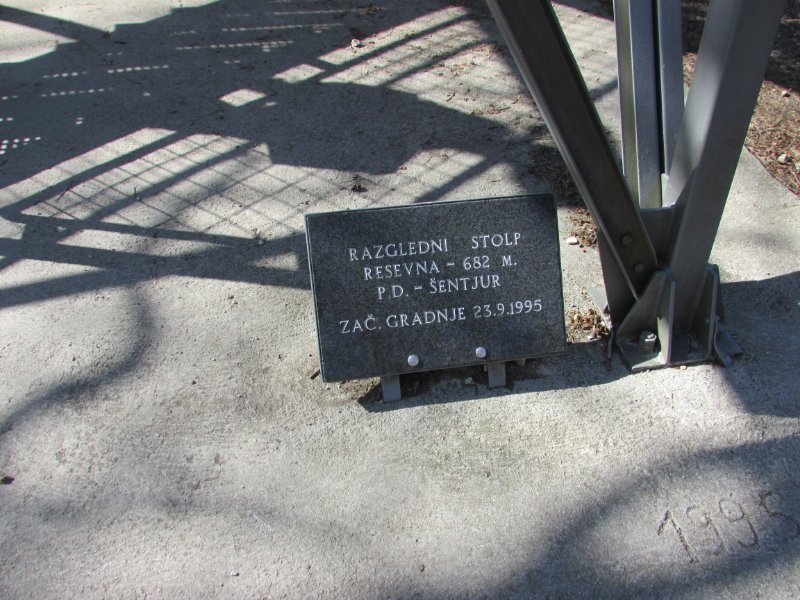 RAZGLEDNI STOLP
RESEVNA - 682 M.
P.D. - ŠENTJUR
ZAČ. GRADNJE 23.9.1995
1995